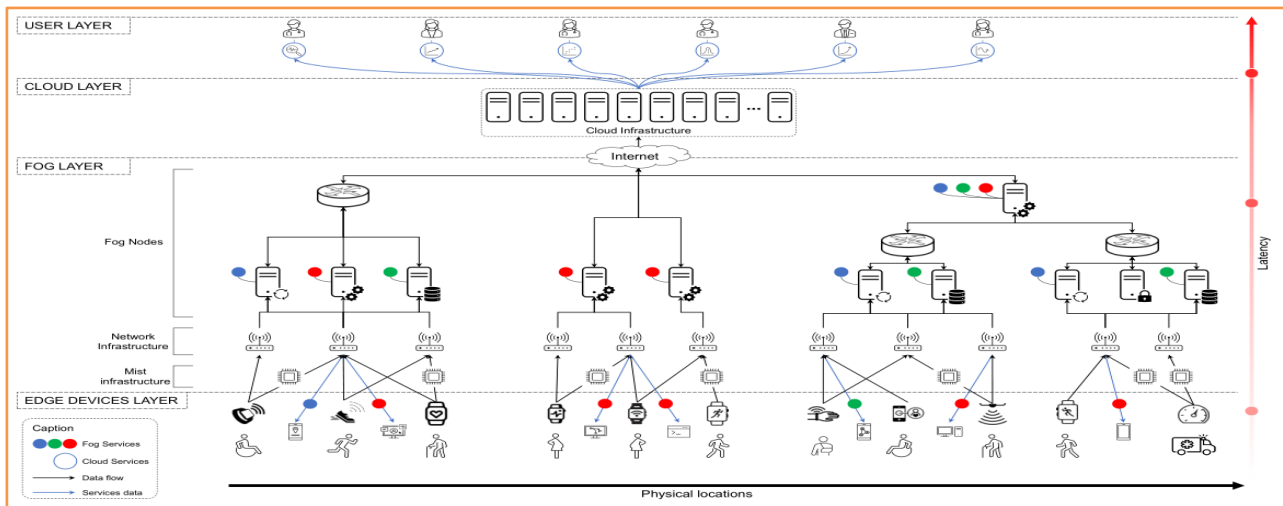 USER LAYER
CLOUD LAYER
Cloud Infrastructure
Internet
FOG LAYER
Fog Nodes
Network
Infrastructure
Mist
infrastructure
EDGE DEVICES LAYER
Caption
Fog Services
Cloud Services
Data flow
Services data
Physical locations
Latency